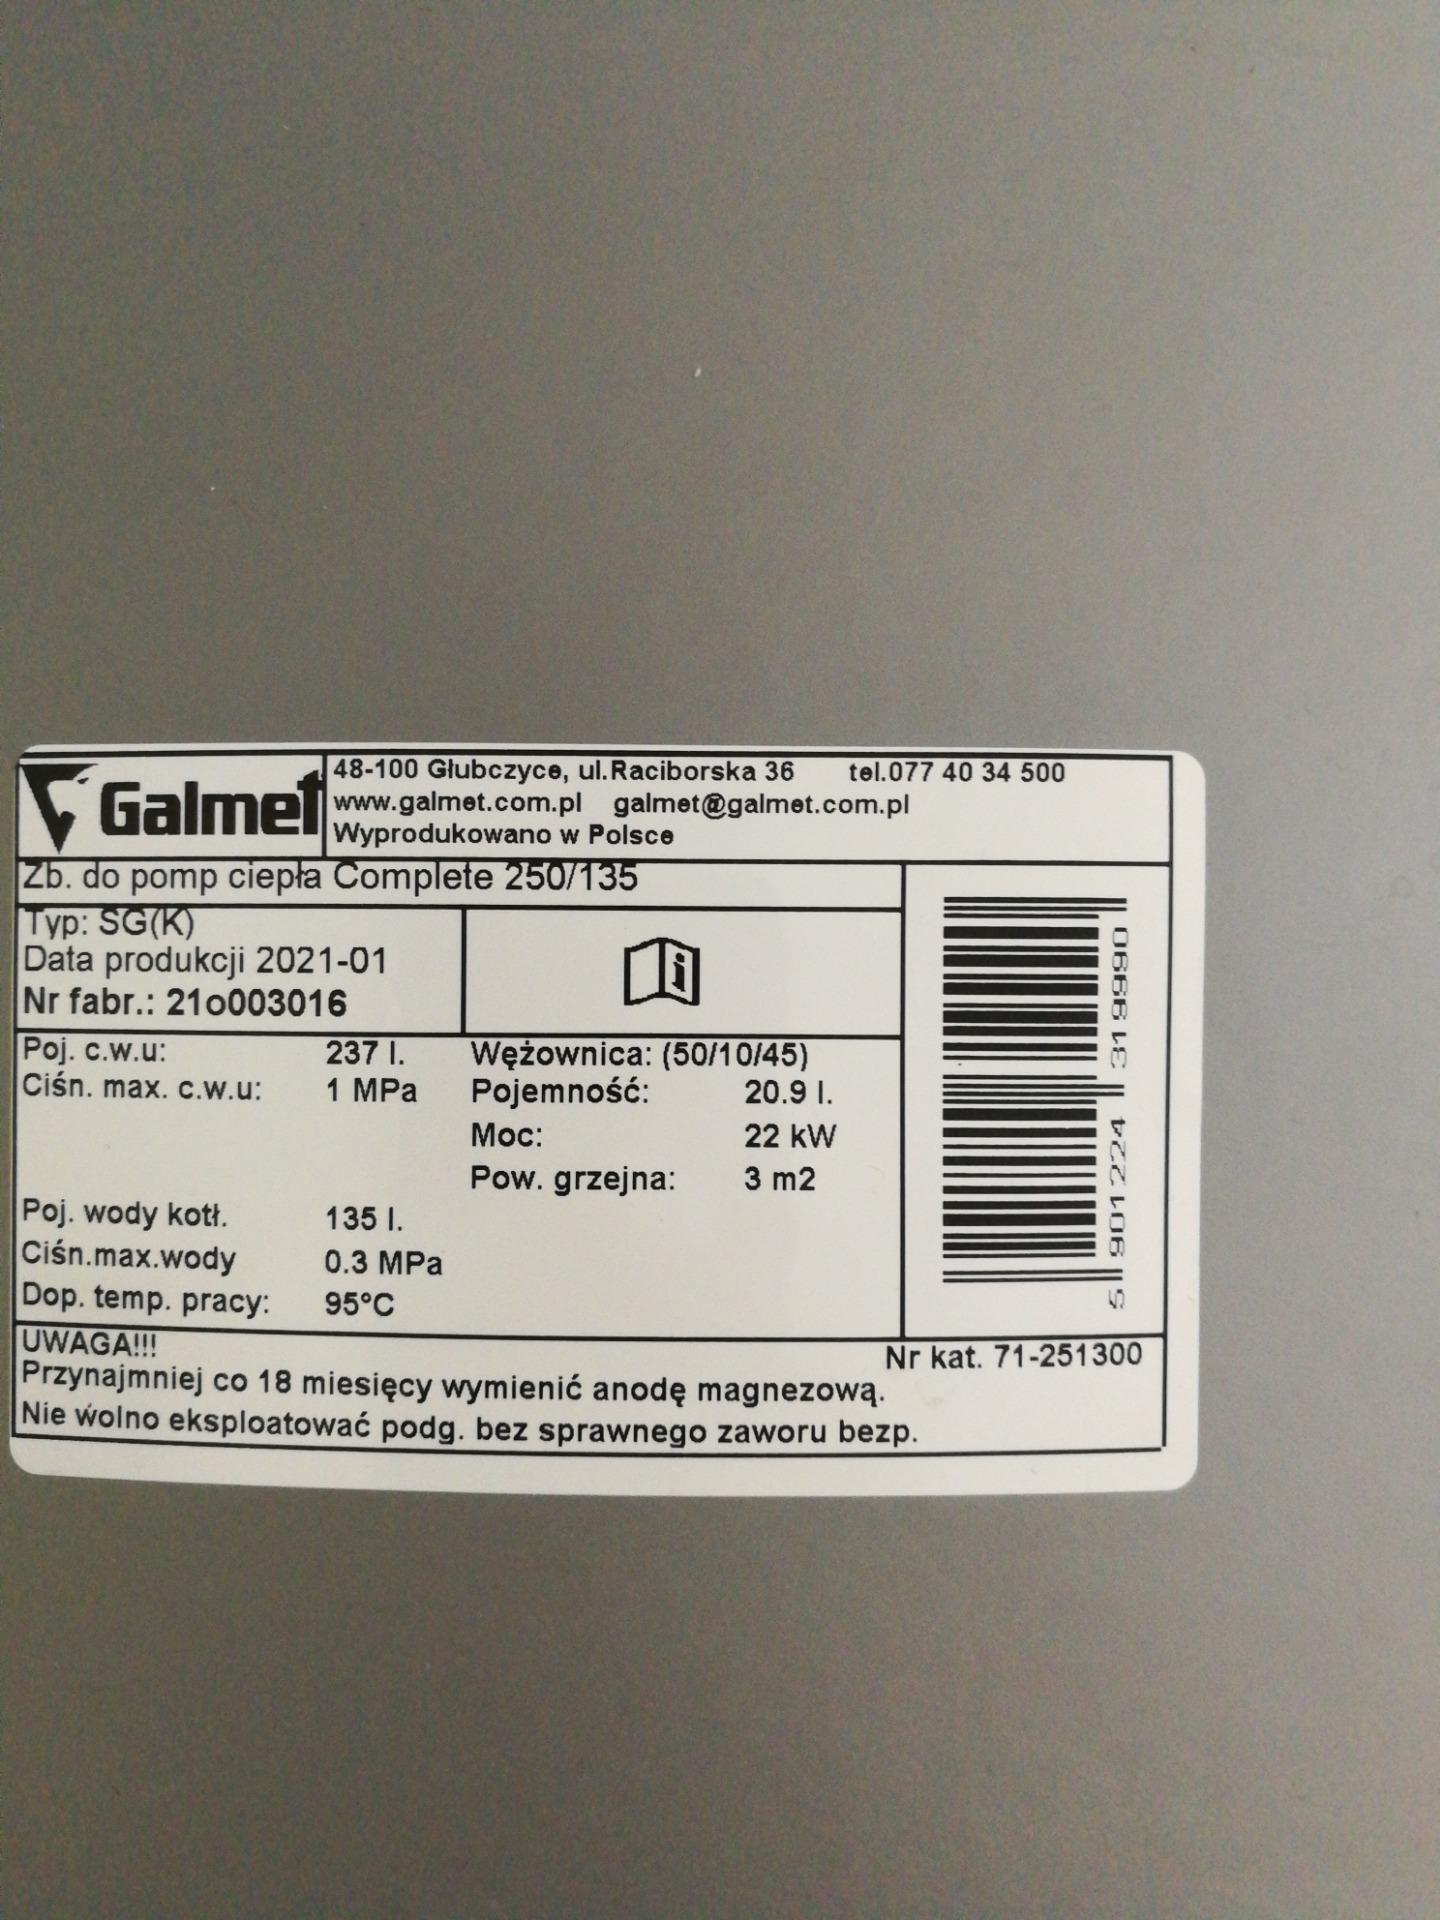 Galmet
48-100 Głubczyce, ul.Raciborska 36 tel.077 40 34 500
www.galmet.com.pl galmet@galmet.com.pl
Wyprodukowano w Polsce
Zb. do pomp ciepła Complete 250/135
Typ: SG(K)
Data produkcji 2021-01
Nr fabr.: 21o003016
i
Poj. c.w.u: 237 l.
Ciśn. max. c.w.u: 1 MPa
Wężownica: (50/10/45)
Pojemność: 20.9 l.
Moc: 22 kW
Pow. grzejna: 3 m2
Poj. wody kotł. 135 l.
Ciśn.max.wody 0.3 MPa
Dop. temp. pracy: 95°C
5 901224 319990
UWAGA!!!
Nr kat. 71-251300
Przynajmniej co 18 miesięcy wymienić anodę magnezową.
Nie wolno eksploatować podg. bez sprawnego zaworu bezp.